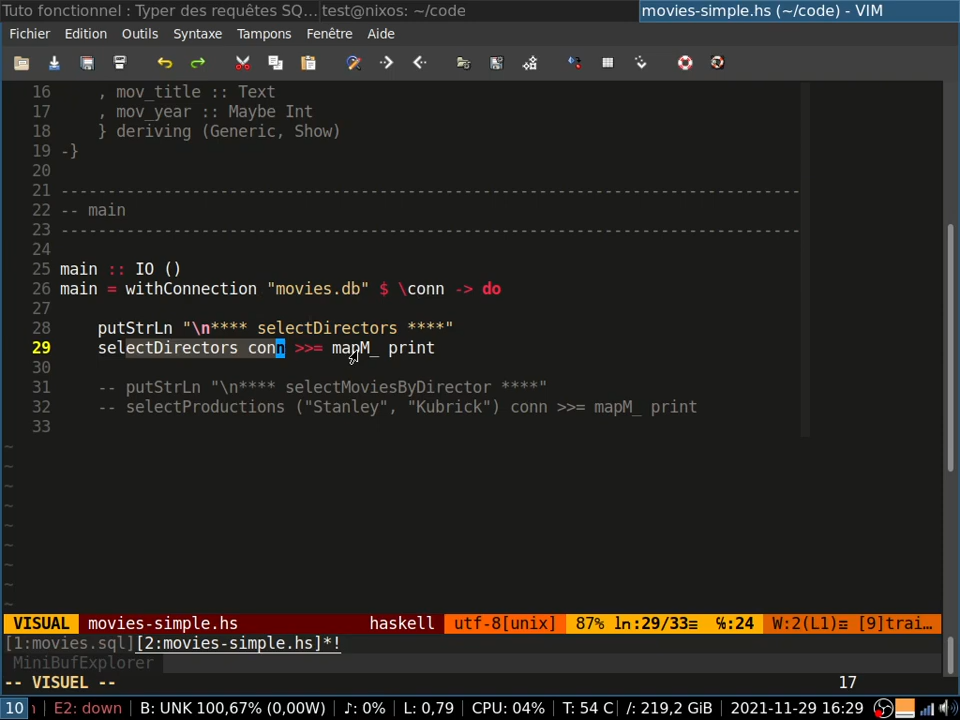 Tuto fonctionnel : Typer des requêtes SQ... test@nixos: ~/code movies-simple.hs (~/code) - VIM
Fichier Edition Outils Syntaxe Tampons Fenêtre Aide
16 , mov_title :: Text
17 , mov_year :: Maybe Int
18 } deriving (Generic, Show)
19 -}
20
21 -------------------------------------------------------------------------------
22 -- main
23 -------------------------------------------------------------------------------
24
25 main :: IO ()
26 main = withConnection "movies.db" $ \conn -> do
27
28 putStrLn "\n**** selectDirectors ****"
29 selectDirectors conn >>= mapM_ print
30
31 -- putStrLn "\n**** selectMoviesByDirector ****"
32 -- selectProductions ("Stanley", "Kubrick") conn >>= mapM_ print
33
~
~
~
~
~
~
~
~
~
VISUAL movies-simple.hs haskell utf-8[unix] 87% ln:29/33≡ ℅:24 W:2(L1)≡ [9]trai...
[1:movies.sql][2:movies-simple.hs]*!
MiniBufExplorer
-- VISUEL -- 17
10 | E2: down | B: UNK 100,67% (0,00W) | ♪: 0% | L: 0,79 | CPU: 04% | T: 54 C | /: 219,2 GiB | 2021-11-29 16:29